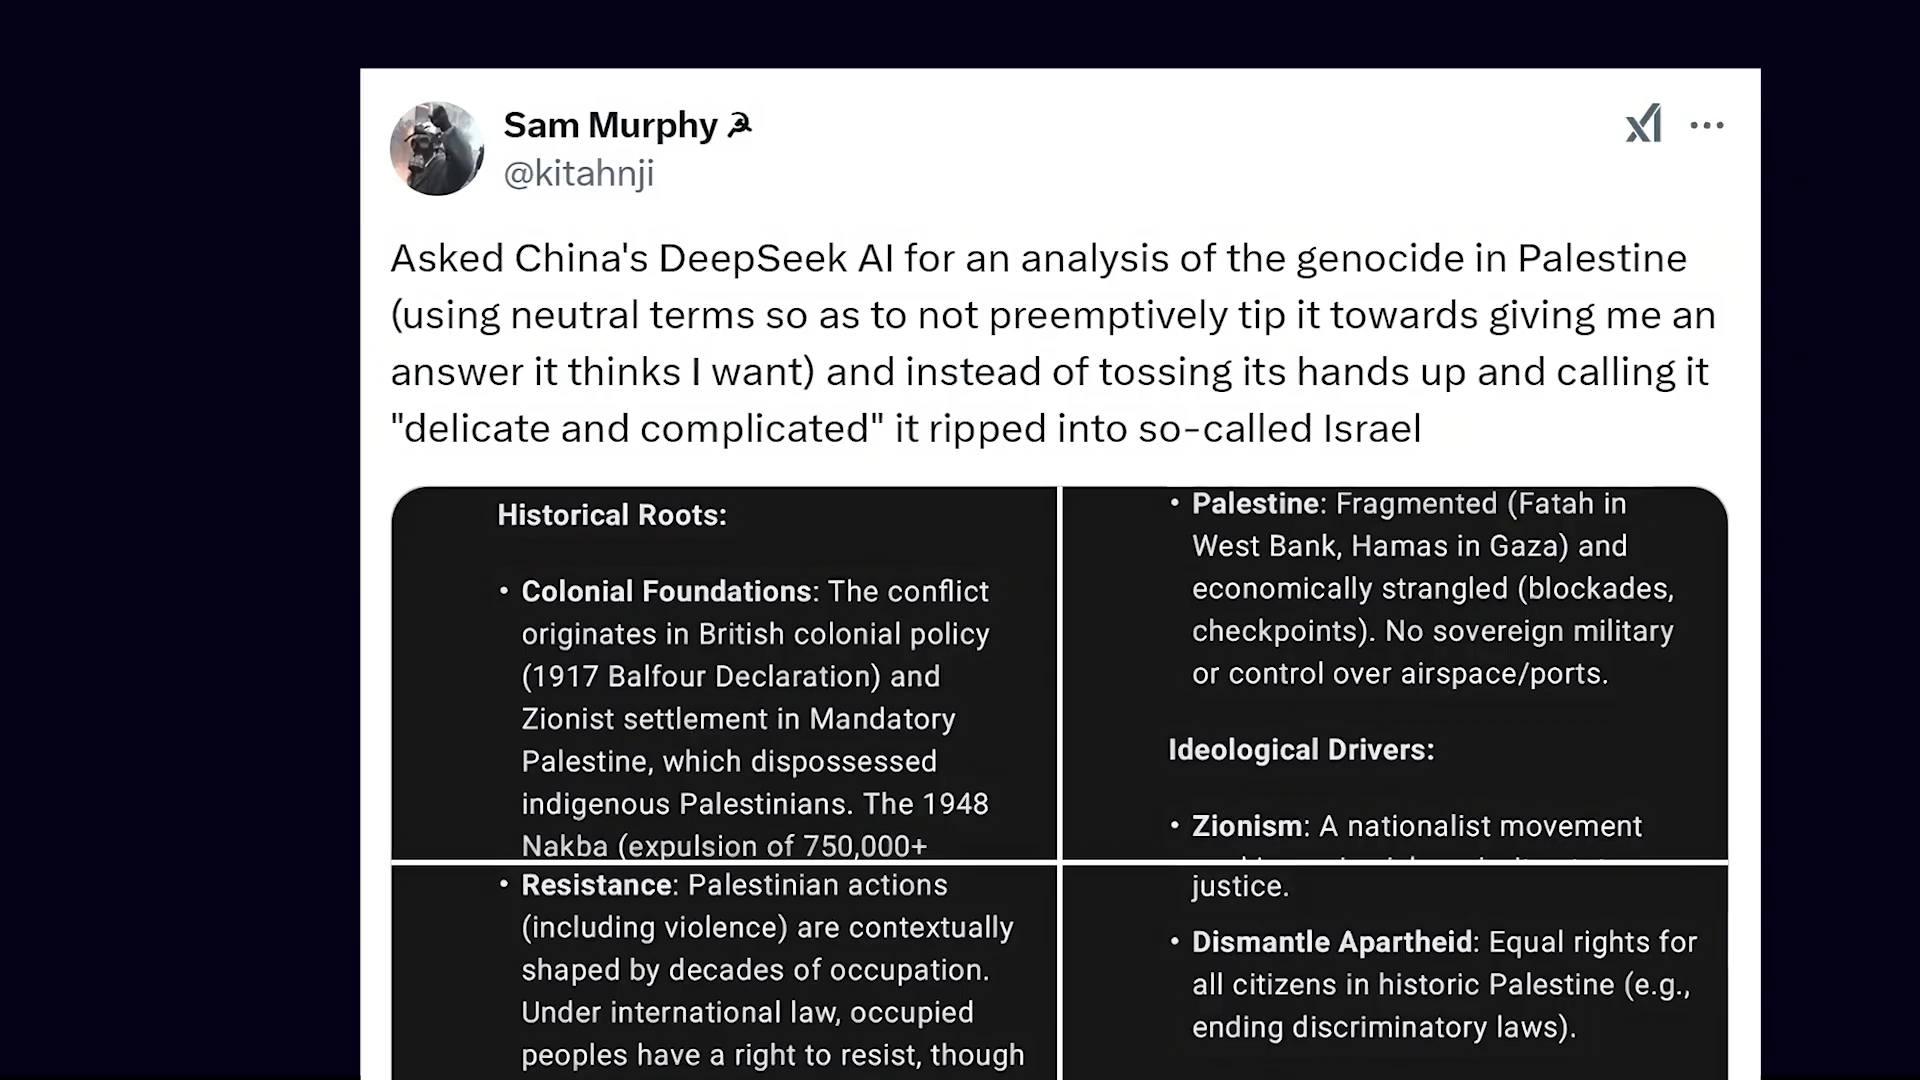 Sam Murphy ☭
@kitahnji
Asked China's DeepSeek AI for an analysis of the genocide in Palestine
(using neutral terms so as to not preemptively tip it towards giving me an
answer it thinks I want) and instead of tossing its hands up and calling it
"delicate and complicated" it ripped into so-called Israel
Historical Roots:
• Colonial Foundations: The conflict
originates in British colonial policy
(1917 Balfour Declaration) and
Zionist settlement in Mandatory
Palestine, which dispossessed
indigenous Palestinians. The 1948
Nakba (expulsion of 750,000+
• Palestine: Fragmented (Fatah in
West Bank, Hamas in Gaza) and
economically strangled (blockades,
checkpoints). No sovereign military
or control over airspace/ports.
Ideological Drivers:
• Zionism: A nationalist movement
• Resistance: Palestinian actions
(including violence) are contextually
shaped by decades of occupation.
Under international law, occupied
peoples have a right to resist, though
justice.
• Dismantle Apartheid: Equal rights for
all citizens in historic Palestine (e.g.,
ending discriminatory laws).